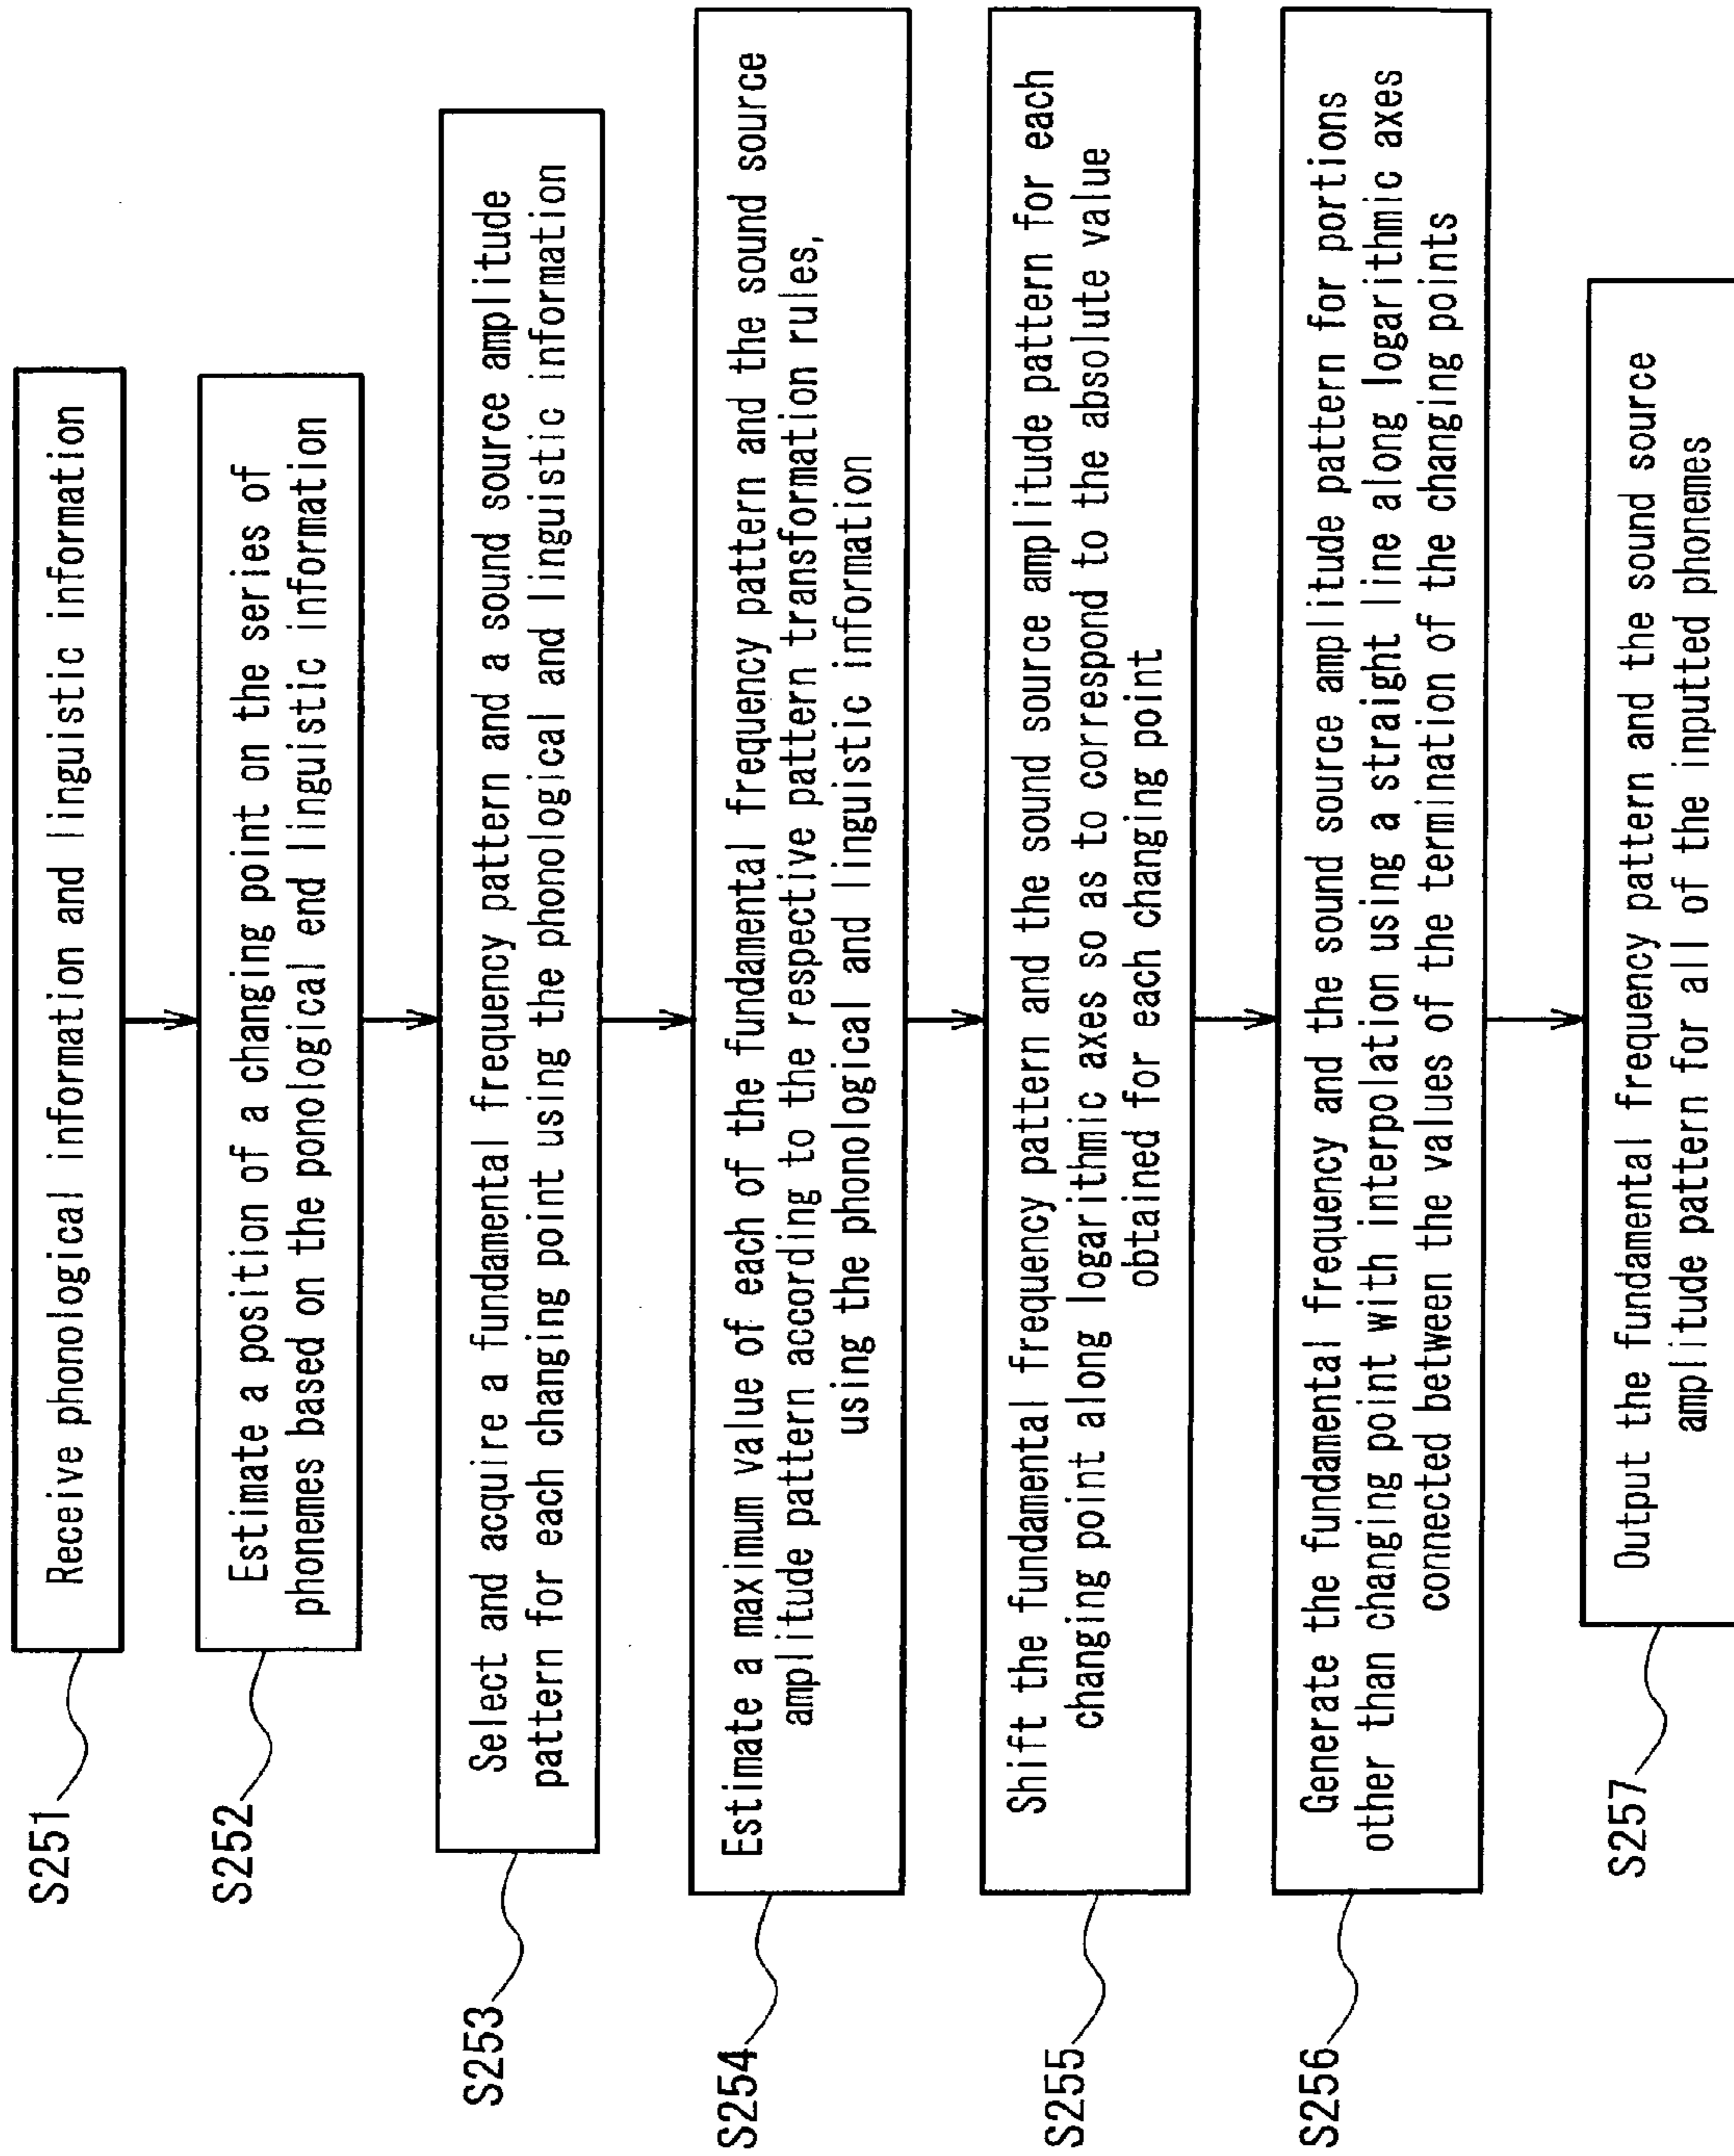 S251
Receive phonological information and linguistic information
S252
Estimate a position of a changing point on the series of
phonemes based on the ponological end linguistic information
S253
Select and acquire a fundamental frequency pattern and a sound source amplitude
pattern for each changing point using the phonological and linguistic information
S254
Estimate a maximum value of each of the fundamental frequency pattern and the sound source
amplitude pattern according to the respective pattern transformation rules,
using the phonological and linguistic information
S255
Shift the fundamental frequency pattern and the sound source amplitude pattern for each
changing point along logarithmic axes so as to correspond to the absolute value
obtained for each changing point
S256
Generate the fundamental frequency and the sound source amplitude pattern for portions
other than changing point with interpolation using a straight line along logarithmic axes
connected between the values of the termination of the changing points
S257
Output the fundamental frequency pattern and the sound source
amplitude pattern for all of the inputted phonemes